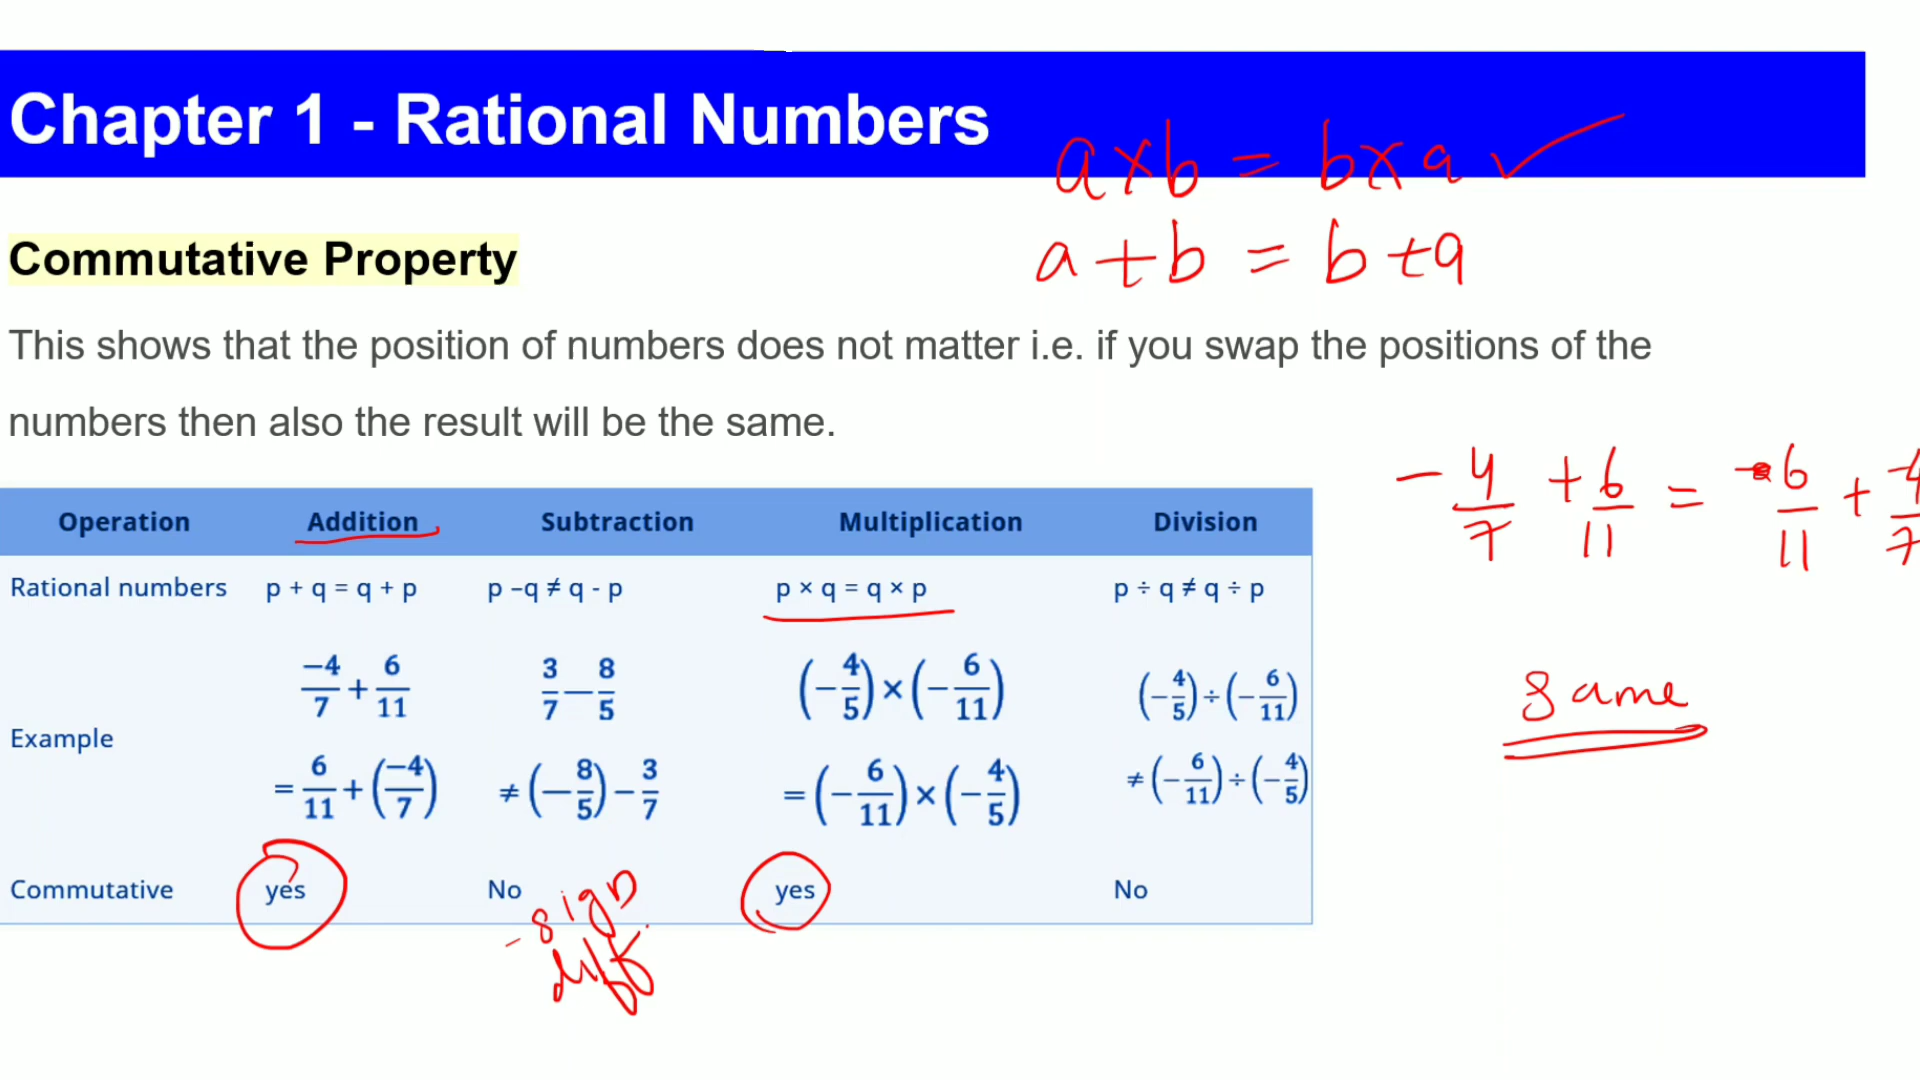 Chapter 1 - Rational Numbers
a×b = b×a ✓
a+b = b+a
Commutative Property
This shows that the position of numbers does not matter i.e. if you swap the positions of the
numbers then also the result will be the same.
-4/7 + 6/11 = 6/11 + -4/7
Operation Addition Subtraction Multiplication Division
Rational numbers p + q = q + p p –q ≠ q - p p × q = q × p p ÷ q ≠ q ÷ p
Example
−4/7 + 6/11 3/7 — 8/5 (−4/5) × (−6/11) (−4/5) ÷ (−6/11)
= 6/11 + (−4/7) ≠ (−8/5) − 3/7 = (−6/11) × (−4/5) ≠ (−6/11) ÷ (−4/5)
same
Commutative yes No yes No
- sign
diff